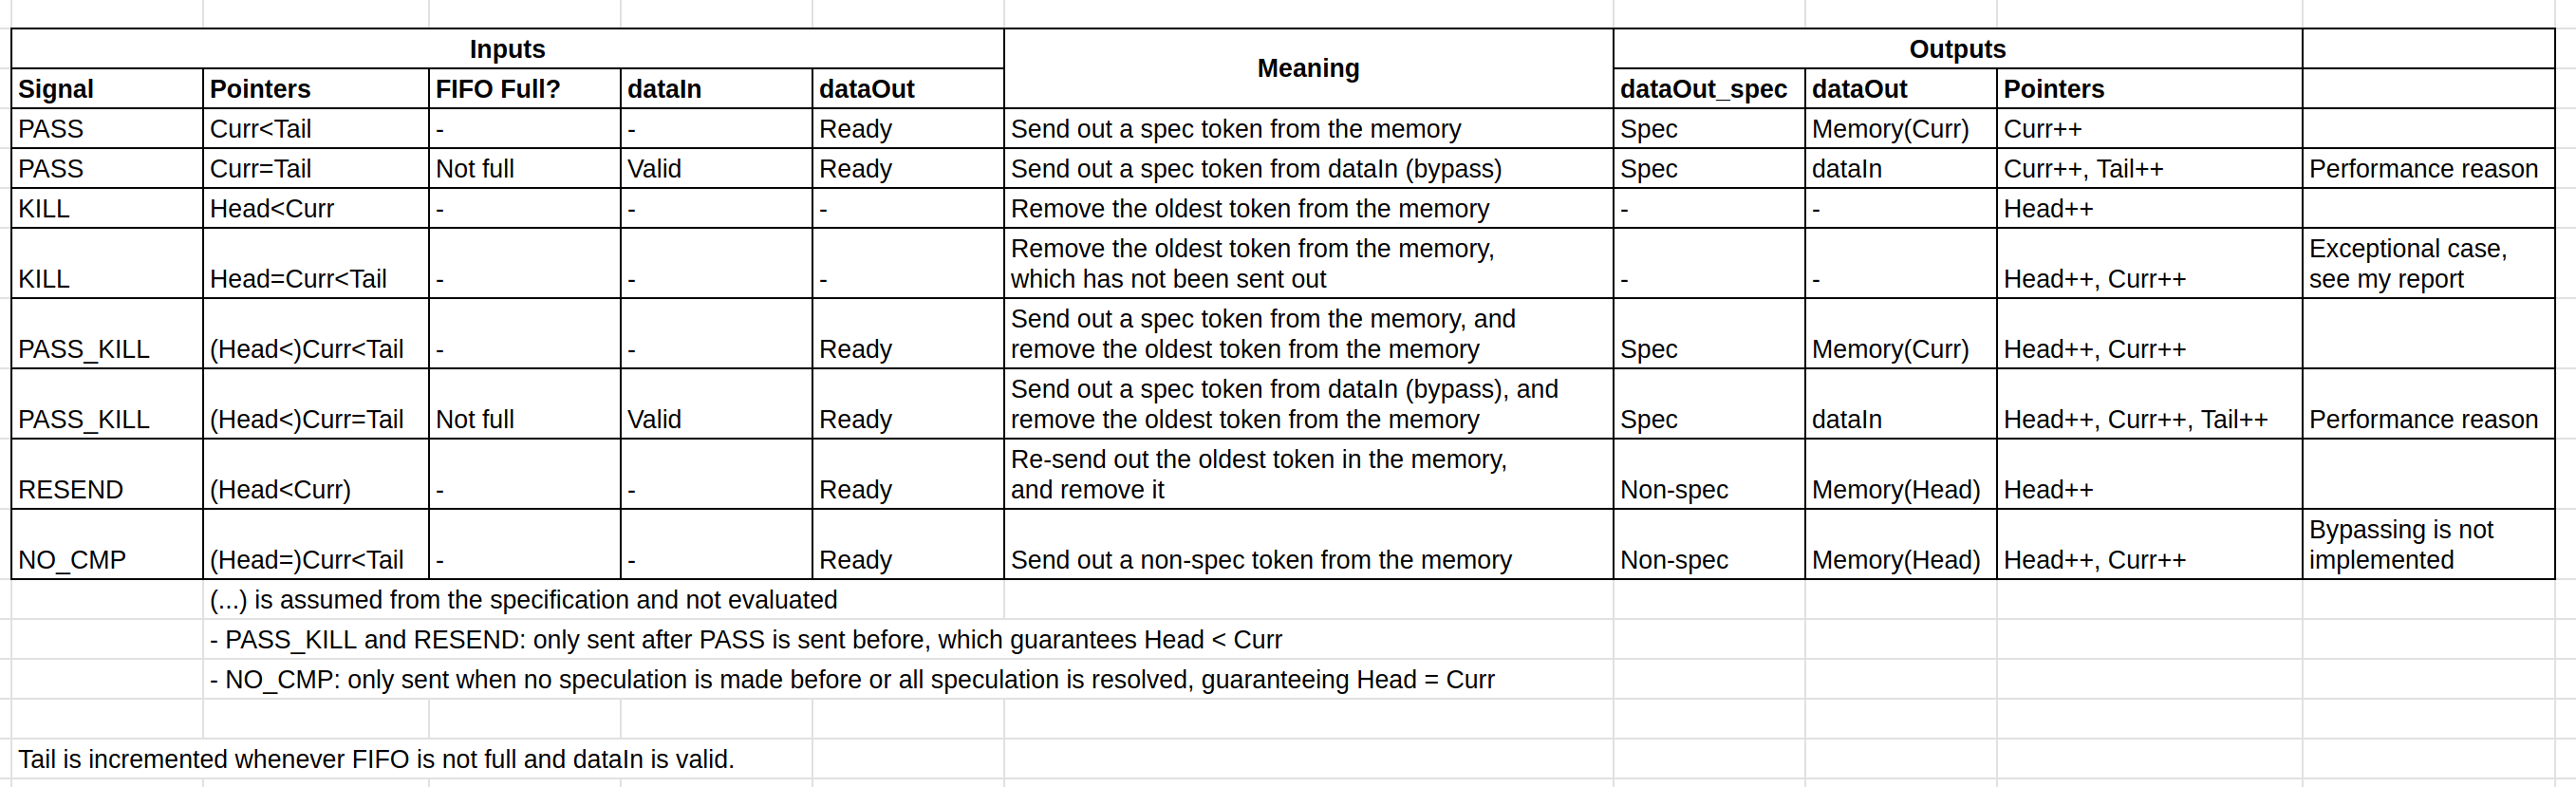 Inputs Meaning Outputs
Signal Pointers FIFO Full? dataIn dataOut dataOut_spec dataOut Pointers
PASS Curr<Tail - - Ready Send out a spec token from the memory Spec Memory(Curr) Curr++
PASS Curr=Tail Not full Valid Ready Send out a spec token from dataIn (bypass) Spec dataIn Curr++, Tail++ Performance reason
KILL Head<Curr - - - Remove the oldest token from the memory - - Head++
Remove the oldest token from the memory, Exceptional case,
KILL Head=Curr<Tail - - - which has not been sent out - - Head++, Curr++ see my report
Send out a spec token from the memory, and
PASS_KILL (Head<)Curr<Tail - - Ready remove the oldest token from the memory Spec Memory(Curr) Head++, Curr++
Send out a spec token from dataIn (bypass), and
PASS_KILL (Head<)Curr=Tail Not full Valid Ready remove the oldest token from the memory Spec dataIn Head++, Curr++, Tail++ Performance reason
Re-send out the oldest token in the memory,
RESEND (Head<Curr) - - Ready and remove it Non-spec Memory(Head) Head++
Bypassing is not
NO_CMP (Head=)Curr<Tail - - Ready Send out a non-spec token from the memory Non-spec Memory(Head) Head++, Curr++ implemented
(...) is assumed from the specification and not evaluated
- PASS_KILL and RESEND: only sent after PASS is sent before, which guarantees Head < Curr
- NO_CMP: only sent when no speculation is made before or all speculation is resolved, guaranteeing Head = Curr
Tail is incremented whenever FIFO is not full and dataIn is valid.